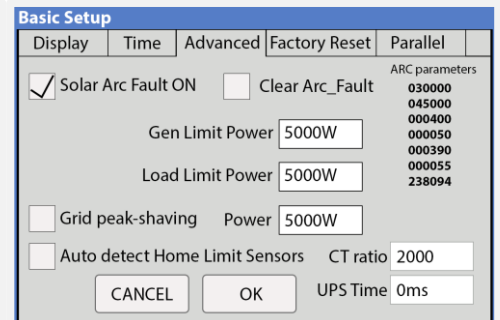 Basic Setup
Display Time Advanced Factory Reset Parallel
Solar Arc Fault ON Clear Arc_Fault
ARC parameters
030000
045000
000400
000050
000390
000055
238094
Gen Limit Power 5000W
Load Limit Power 5000W
Grid peak-shaving Power 5000W
Auto detect Home Limit Sensors CT ratio 2000
CANCEL OK UPS Time 0ms